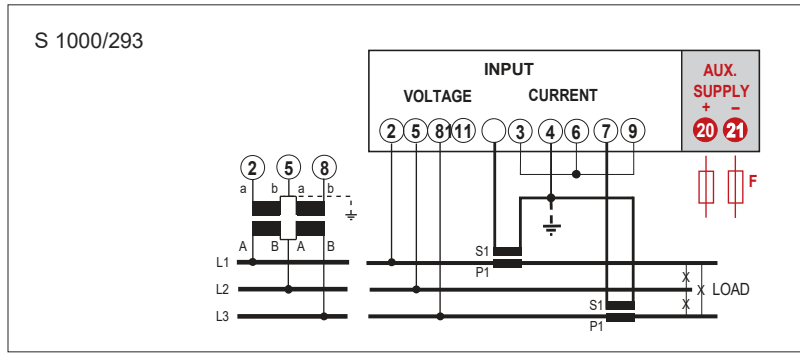 S 1000/293
INPUT
VOLTAGE CURRENT
AUX.
SUPPLY
+ –
2 5 8 11 3 4 6 7 9
20 21
F
2 5 8
a b a b
A B A B
L1
L2
L3
S1
P1
S1
P1
X
X
X
LOAD